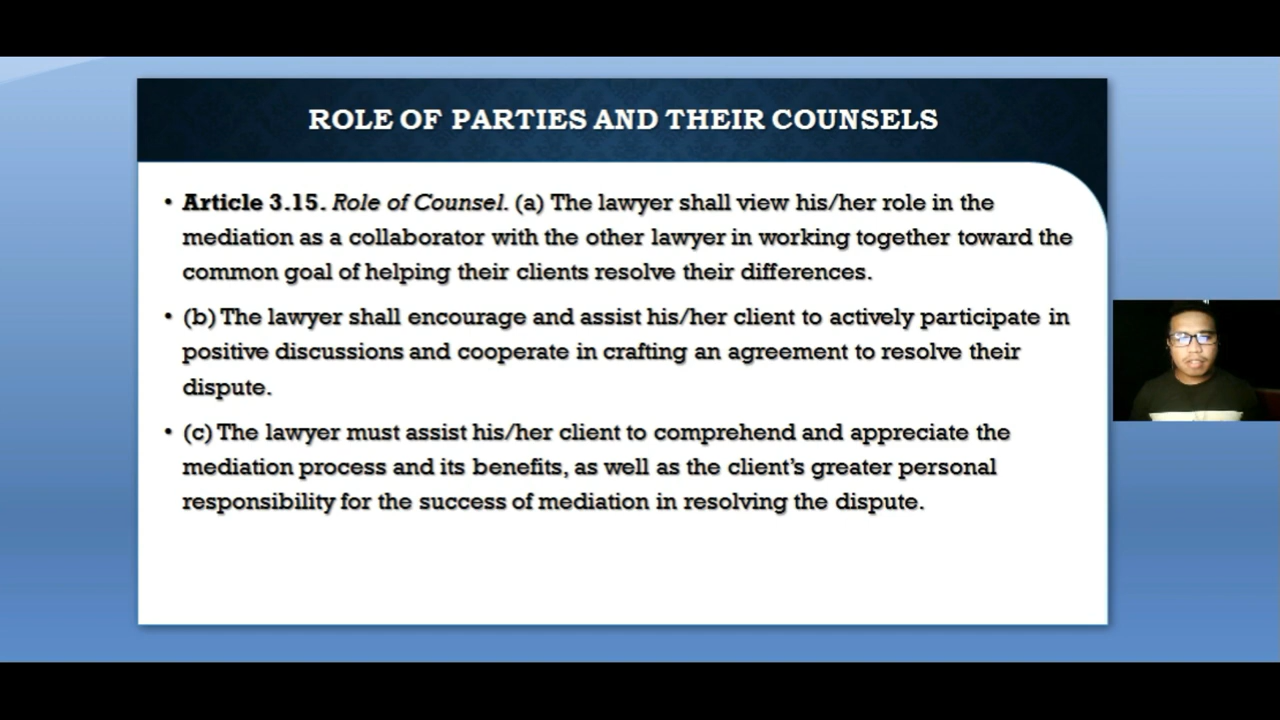 ROLE OF PARTIES AND THEIR COUNSELS
• Article 3.15. Role of Counsel. (a) The lawyer shall view his/her role in the
mediation as a collaborator with the other lawyer in working together toward the
common goal of helping their clients resolve their differences.
• (b) The lawyer shall encourage and assist his/her client to actively participate in
positive discussions and cooperate in crafting an agreement to resolve their
dispute.
• (c) The lawyer must assist his/her client to comprehend and appreciate the
mediation process and its benefits, as well as the client’s greater personal
responsibility for the success of mediation in resolving the dispute.